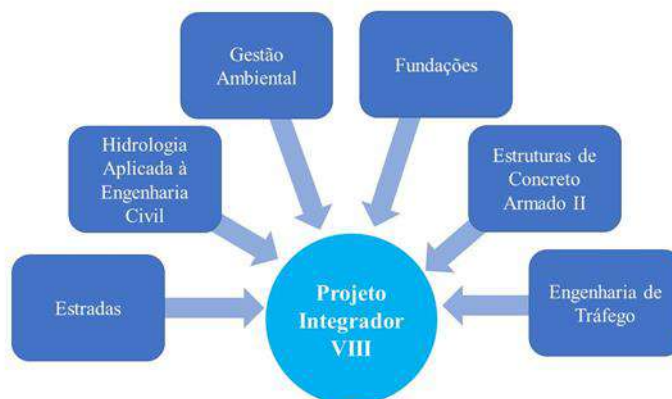 Gestão
Ambiental
Fundações
Hidrologia
Aplicada à
Engenharia
Civil
Estruturas de
Concreto
Armado II
Estradas
Projeto
Integrador
VIII
Engenharia de
Tráfego